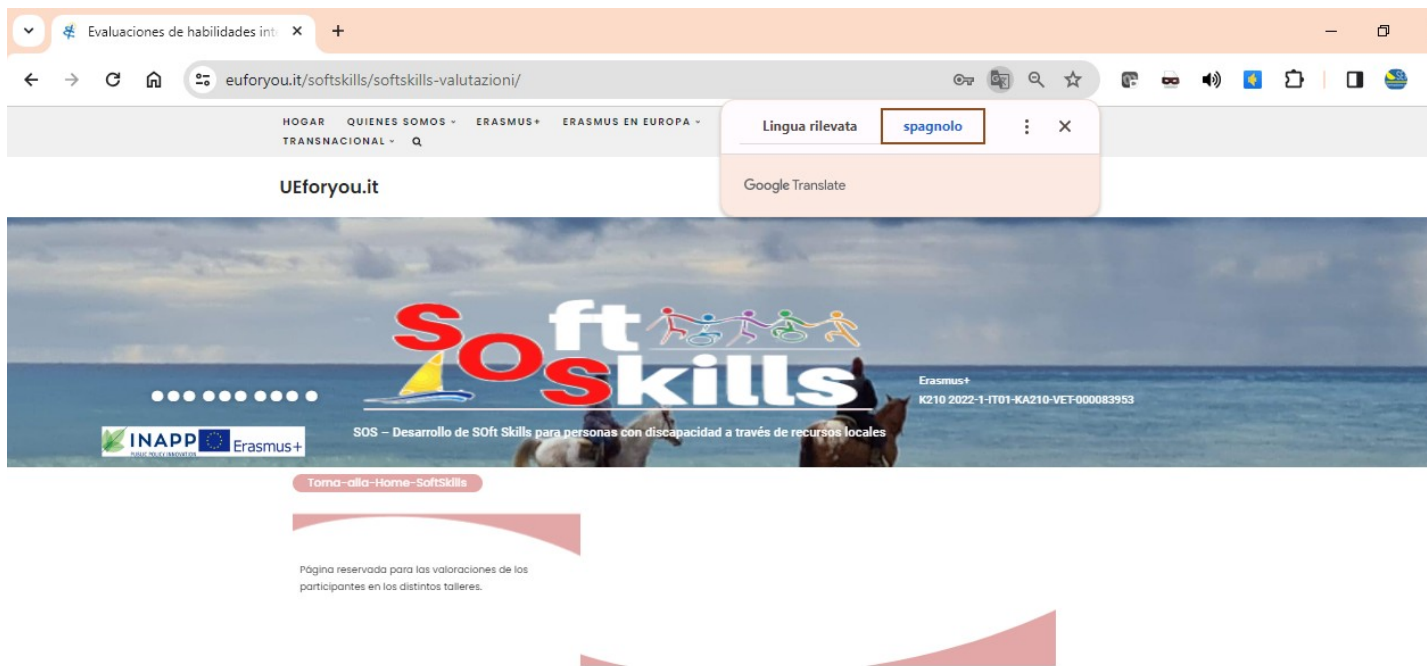 Evaluaciones de habilidades int
euforyou.it/softskills/softskills-valutazioni/
HOGAR QUIENES SOMOS ERASMUS+ ERASMUS EN EUROPA
TRANSNACIONAL
Lingua rilevata spagnolo
Google Translate
UEforyou.it
SOft
Skills
Erasmus+
K210 2022-1-IT01-KA210-VET-000083953
SOS – Desarrollo de SOft Skills para personas con discapacidad a través de recursos locales
INAPP Erasmus+
PUBLIC POLICY INNOVATION
Torna-alla-Home-SoftSkills
Página reservada para las valoraciones de los
participantes en los distintos talleres.